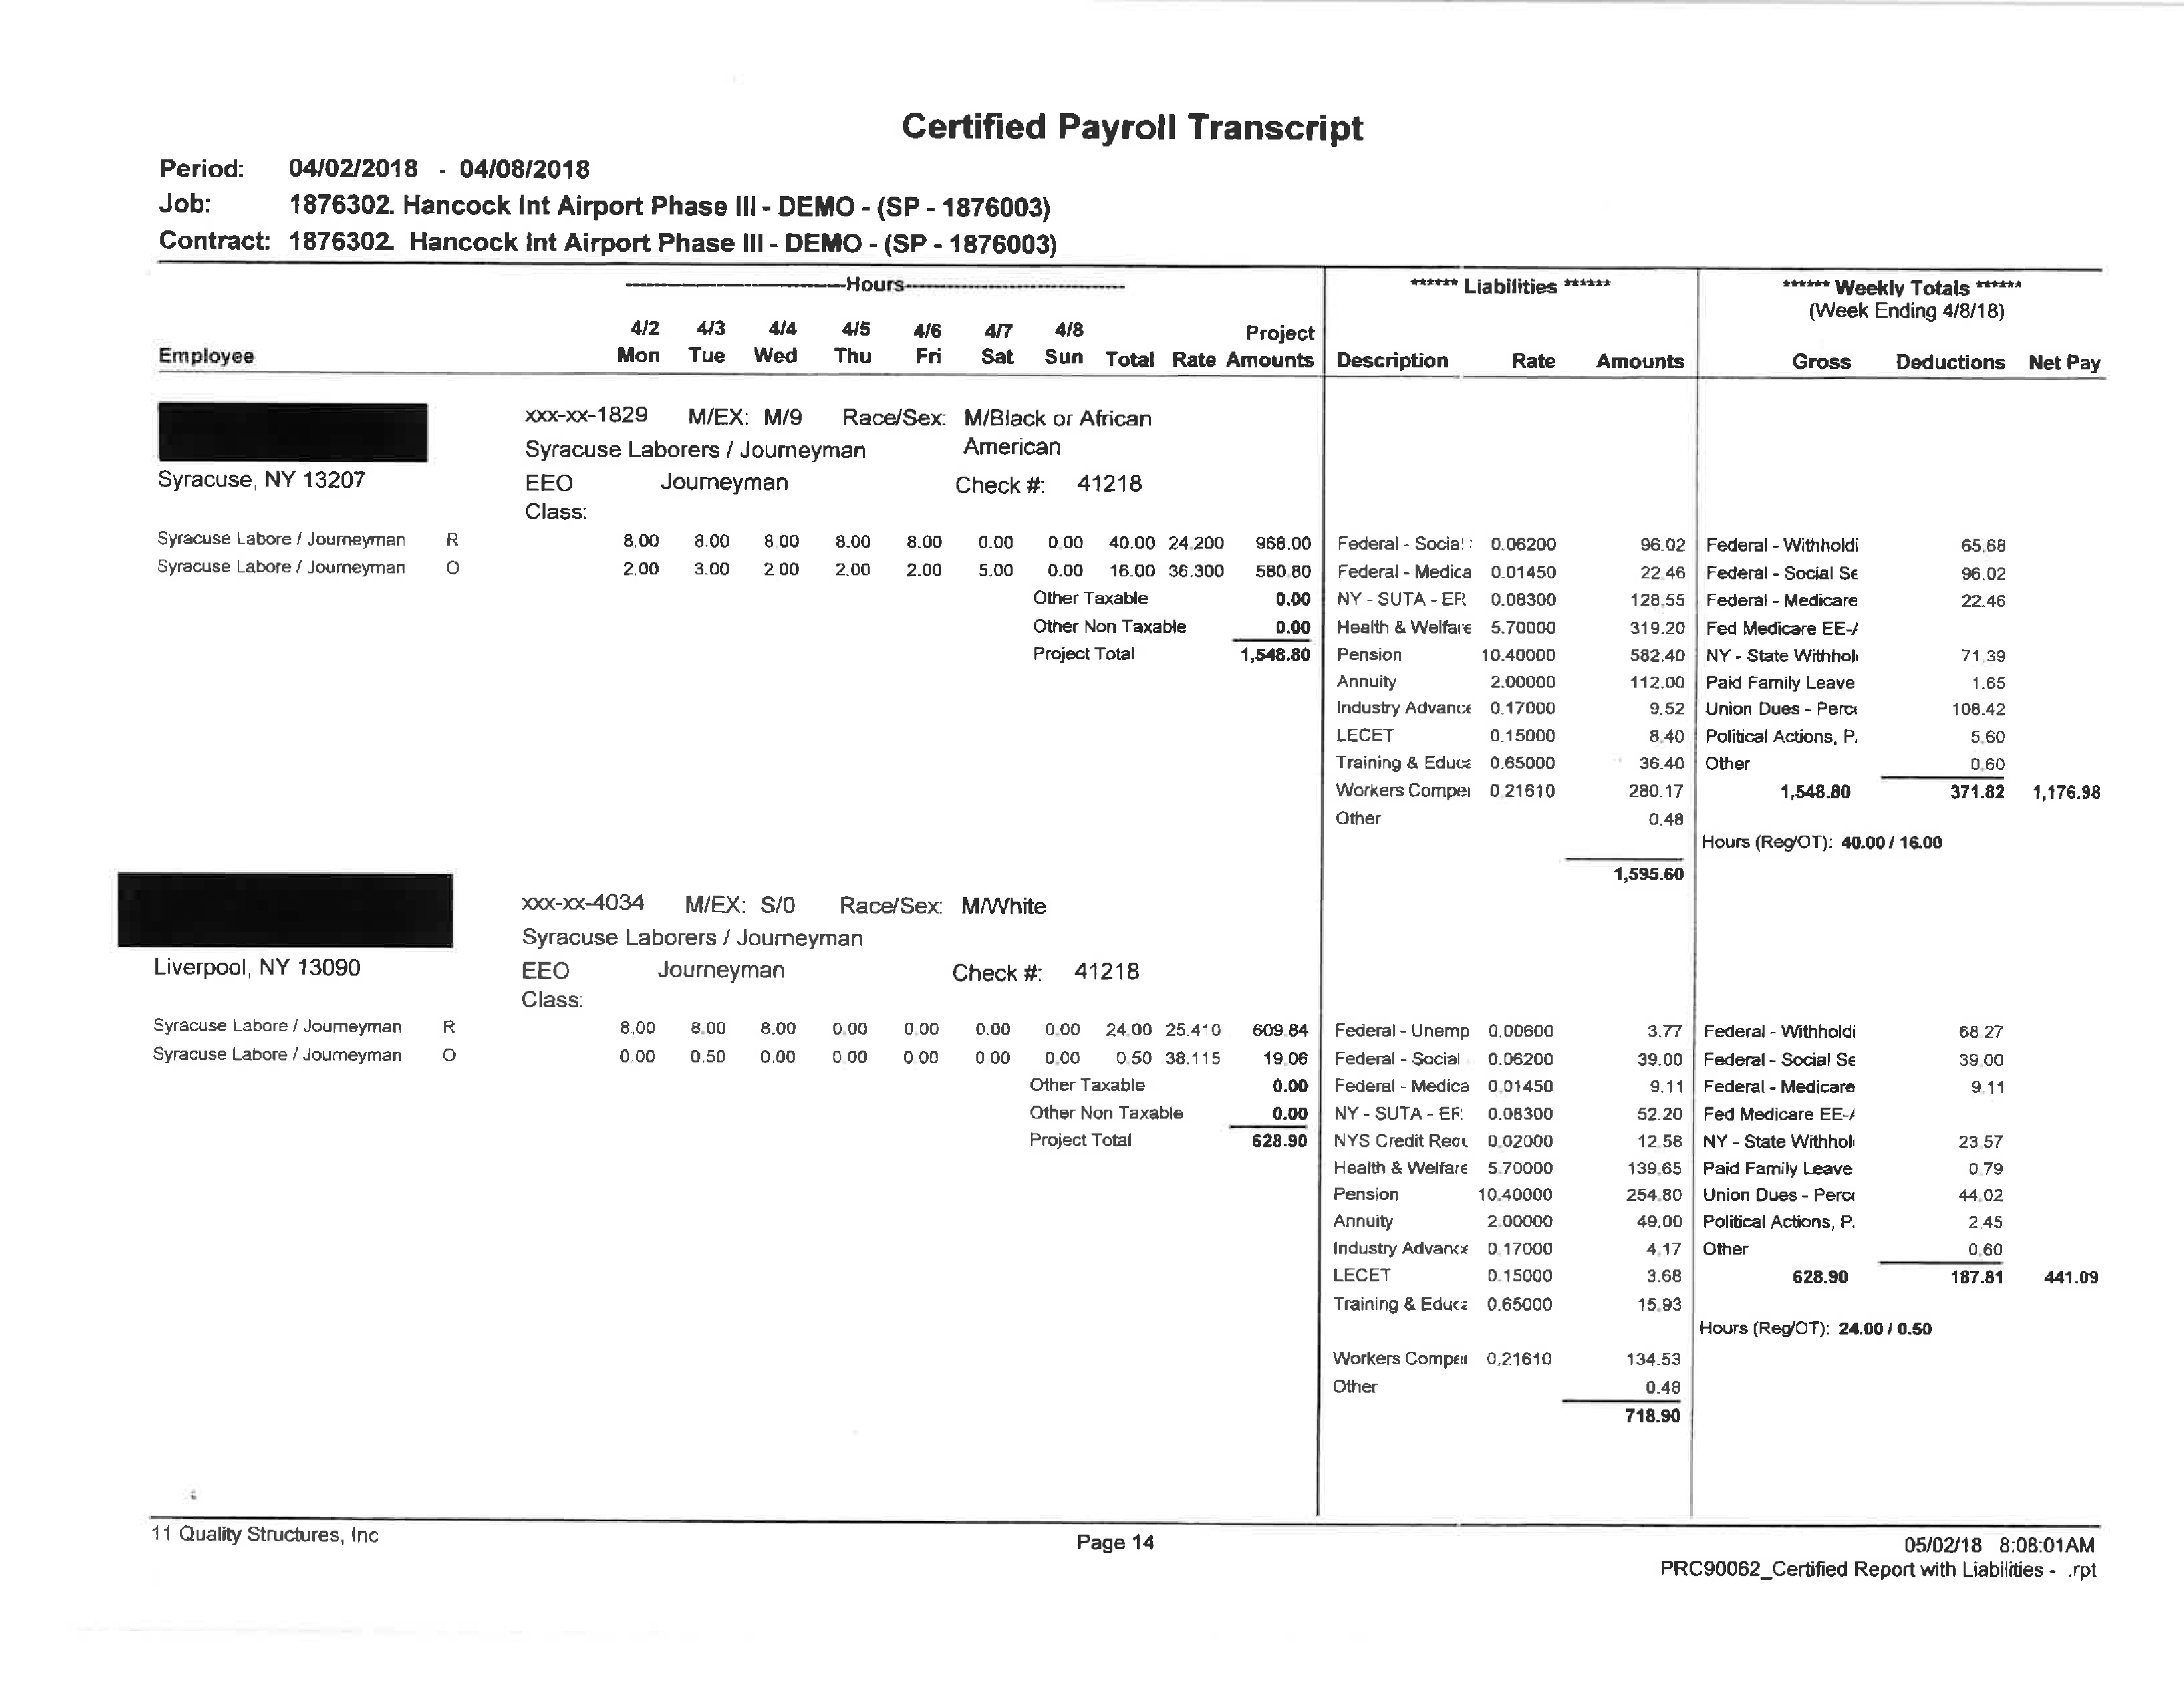 Certified Payroll Transcript
Period: 04/02/2018 - 04/08/2018
Job: 1876302. Hancock Int Airport Phase III - DEMO - (SP - 1876003)
Contract: 1876302. Hancock Int Airport Phase III - DEMO - (SP - 1876003)
Hours ****** Liabilities ****** ****** Weekly Totals ******
(Week Ending 4/8/18)
4/2 4/3 4/4 4/5 4/6 4/7 4/8 Project
Employee Mon Tue Wed Thu Fri Sat Sun Total Rate Amounts Description Rate Amounts Gross Deductions Net Pay
xxx-xx-1829 M/EX: M/9 Race/Sex: M/Black or African
Syracuse Laborers / Journeyman American
Syracuse, NY 13207 EEO Journeyman Check #: 41218
Class:
Syracuse Labore / Journeyman R 8.00 8.00 8.00 8.00 8.00 0.00 0.00 40.00 24.200 968.00 Federal - Social : 0.06200 96.02 Federal - Withholdi 65.68
Syracuse Labore / Journeyman O 2.00 3.00 2.00 2.00 2.00 5.00 0.00 16.00 36.300 580.80 Federal - Medica 0.01450 22.46 Federal - Social Se 96.02
Other Taxable 0.00 NY - SUTA - ER 0.08300 128.55 Federal - Medicare 22.46
Other Non Taxable 0.00 Health & Welfare 5.70000 319.20 Fed Medicare EE-/
Project Total 1,548.80 Pension 10.40000 582.40 NY - State Withhol 71.39
Annuity 2.00000 112.00 Paid Family Leave 1.65
Industry Advance 0.17000 9.52 Union Dues - Perce 108.42
LECET 0.15000 8.40 Political Actions, P. 5.60
Training & Educa 0.65000 36.40 Other 0.60
Workers Compe 0.21610 280.17 1,548.80 371.82 1,176.98
Other 0.48
Hours (Reg/OT): 40.00 / 16.00
1,595.60
xxx-xx-4034 M/EX: S/0 Race/Sex: M/White
Syracuse Laborers / Journeyman
Liverpool, NY 13090 EEO Journeyman Check #: 41218
Class:
Syracuse Labore / Journeyman R 8.00 8.00 8.00 0.00 0.00 0.00 0.00 24.00 25.410 609.84 Federal - Unemp 0.00600 3.77 Federal - Withholdi 68.27
Syracuse Labore / Journeyman O 0.00 0.50 0.00 0.00 0.00 0.00 0.00 0.50 38.115 19.06 Federal - Social 0.06200 39.00 Federal - Social Se 39.00
Other Taxable 0.00 Federal - Medica 0.01450 9.11 Federal - Medicare 9.11
Other Non Taxable 0.00 NY - SUTA - ER 0.08300 52.20 Fed Medicare EE-/
Project Total 628.90 NYS Credit Reou 0.02000 12.58 NY - State Withhol 23.57
Health & Welfare 5.70000 139.65 Paid Family Leave 0.79
Pension 10.40000 254.80 Union Dues - Perce 44.02
Annuity 2.00000 49.00 Political Actions, P. 2.45
Industry Advance 0.17000 4.17 Other 0.60
LECET 0.15000 3.68 628.90 187.81 441.09
Training & Educa 0.65000 15.93
Hours (Reg/OT): 24.00 / 0.50
Workers Compe 0.21610 134.53
Other 0.48
718.90
11 Quality Structures, Inc Page 14 05/02/18 8:08:01AM
PRC90062_Certified Report with Liabilities - .rpt